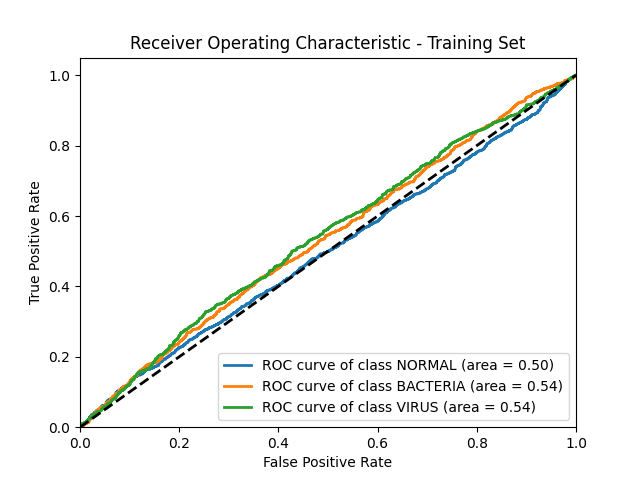 Receiver Operating Characteristic - Training Set
1.0
0.8
0.6
0.4
0.2
0.0
True Positive Rate
ROC curve of class NORMAL (area = 0.50)
ROC curve of class BACTERIA (area = 0.54)
ROC curve of class VIRUS (area = 0.54)
0.0 0.2 0.4 0.6 0.8 1.0
False Positive Rate